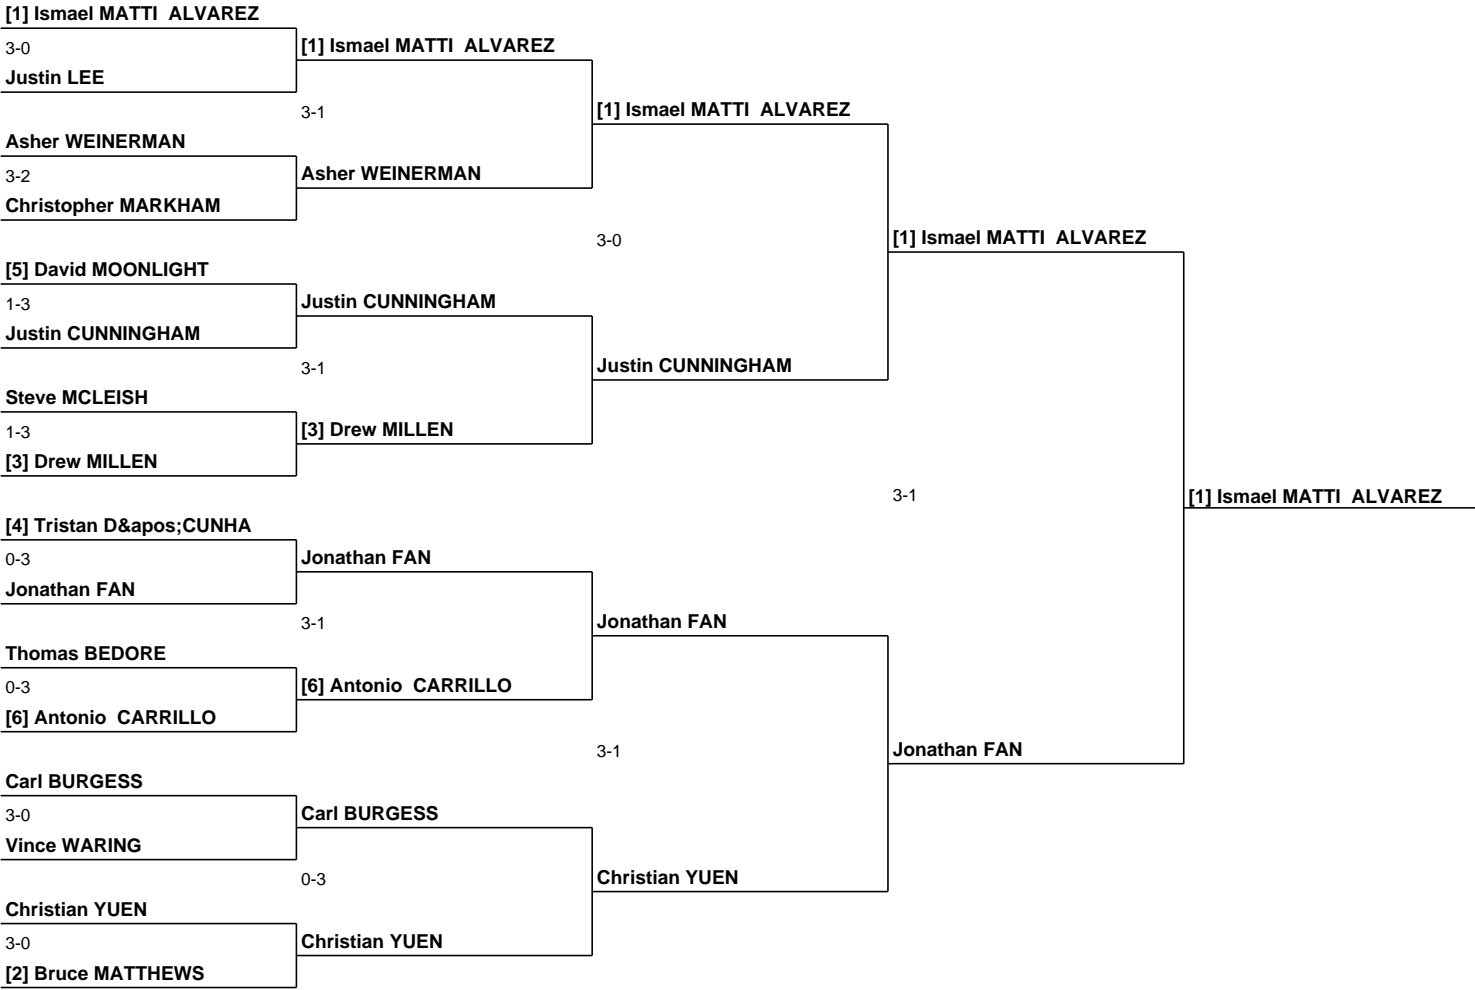 [1] Ismael MATTI  ALVAREZ
3-0
Justin LEE
Asher WEINERMAN
3-2
Christopher MARKHAM
[5] David MOONLIGHT
1-3
Justin CUNNINGHAM
Steve MCLEISH
1-3
[3] Drew MILLEN
[4] Tristan D&apos;CUNHA
0-3
Jonathan FAN
Thomas BEDORE
0-3
[6] Antonio  CARRILLO
Carl BURGESS
3-0
Vince WARING
Christian YUEN
3-0
[2] Bruce MATTHEWS
[1] Ismael MATTI  ALVAREZ
3-1
Asher WEINERMAN
Justin CUNNINGHAM
3-1
[3] Drew MILLEN
Jonathan FAN
3-1
[6] Antonio  CARRILLO
Carl BURGESS
0-3
Christian YUEN
[1] Ismael MATTI  ALVAREZ
3-0
Justin CUNNINGHAM
Jonathan FAN
3-1
Christian YUEN
[1] Ismael MATTI  ALVAREZ
3-1
Jonathan FAN
[1] Ismael MATTI  ALVAREZ